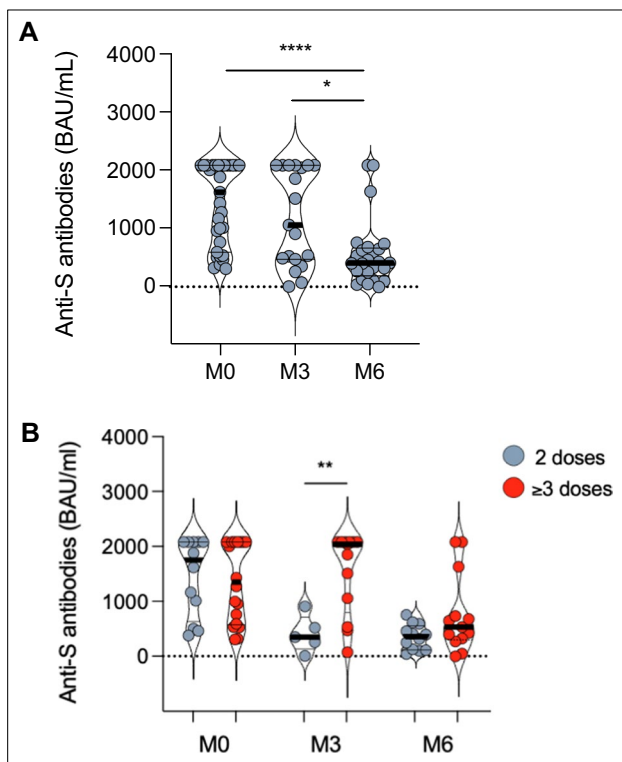 A
Anti-S antibodies (BAU/mL)
4000
3000
2000
1000
0
****
*
M0 M3 M6
B
Anti-S antibodies (BAU/ml)
4000
3000
2000
1000
0
**
2 doses
≥3 doses
M0 M3 M6